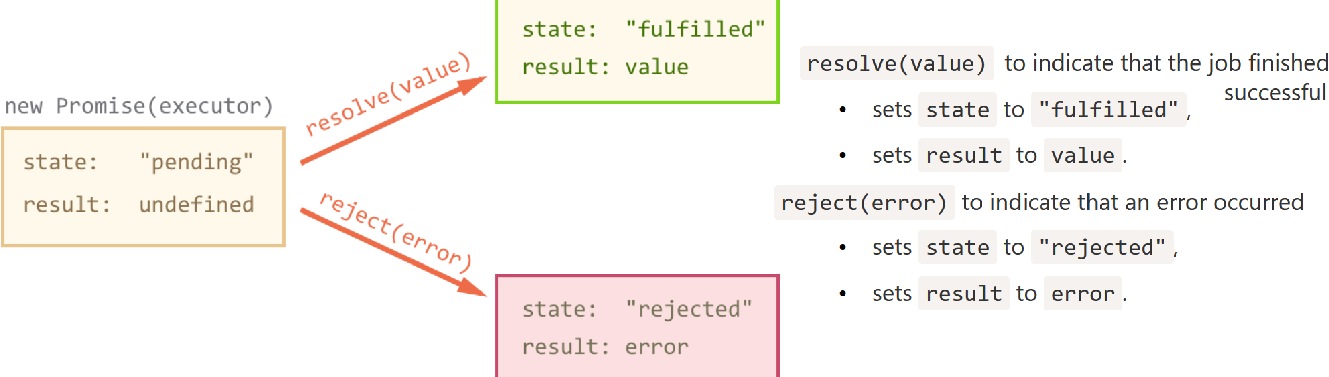 new Promise(executor)
state: "pending"
result: undefined
resolve(value)
reject(error)
state: "fulfilled"
result: value
state: "rejected"
result: error
resolve(value) to indicate that the job finished
successful
• sets state to "fulfilled",
• sets result to value.
reject(error) to indicate that an error occurred
• sets state to "rejected",
• sets result to error.